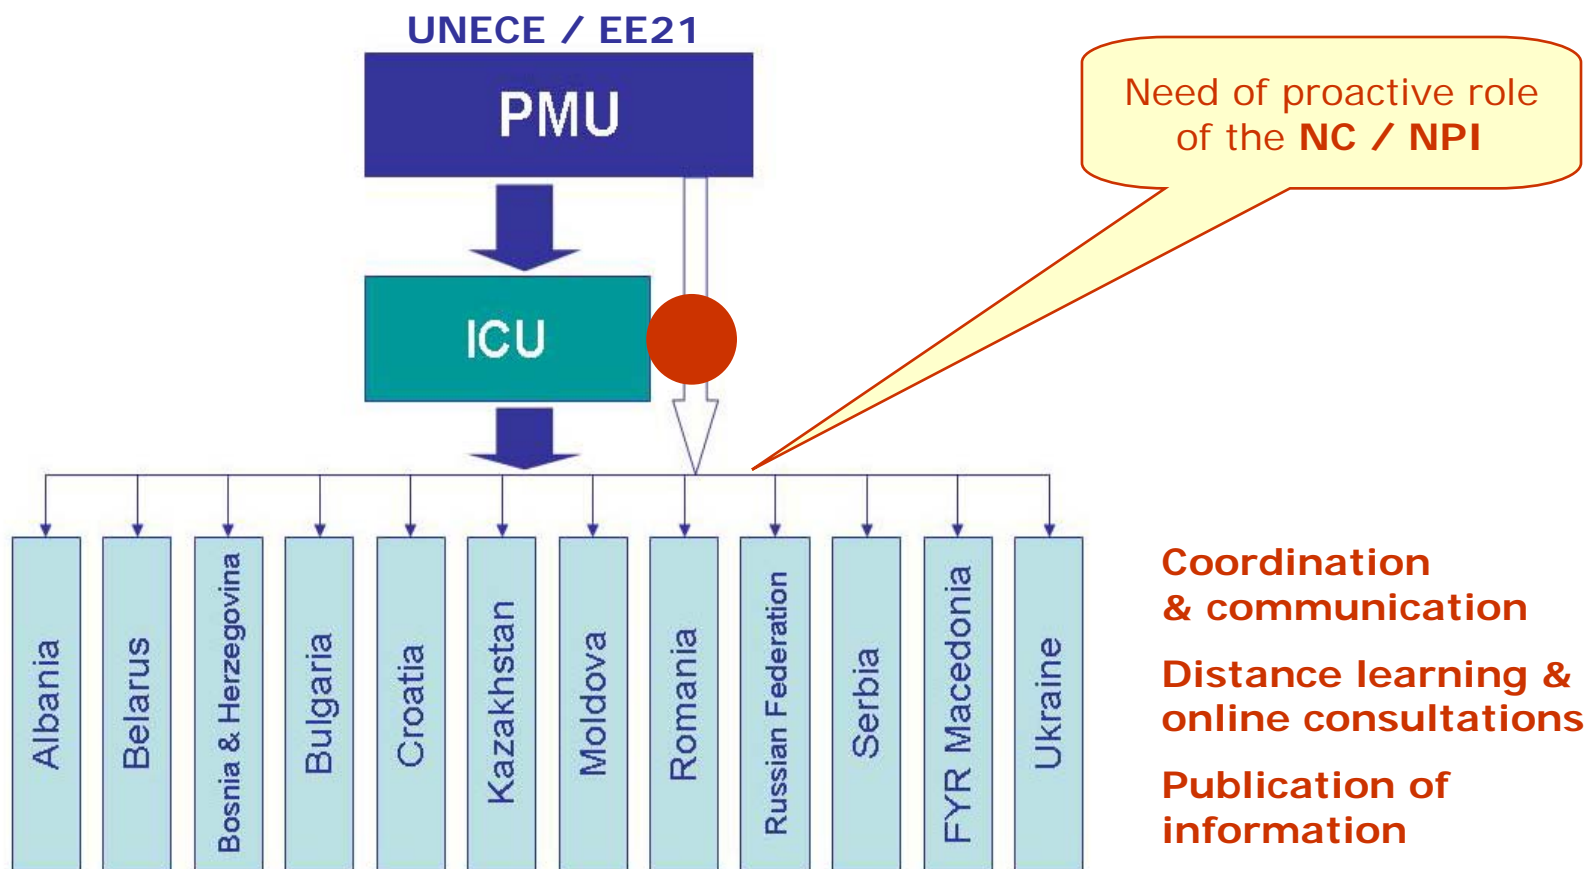 UNECE / EE21
PMU
Need of proactive role
of the NC / NPI
ICU
Albania
Belarus
Bosnia & Herzegovina
Bulgaria
Croatia
Kazakhstan
Moldova
Romania
Russian Federation
Serbia
FYR Macedonia
Ukraine
Coordination
& communication
Distance learning &
online consultations
Publication of
information